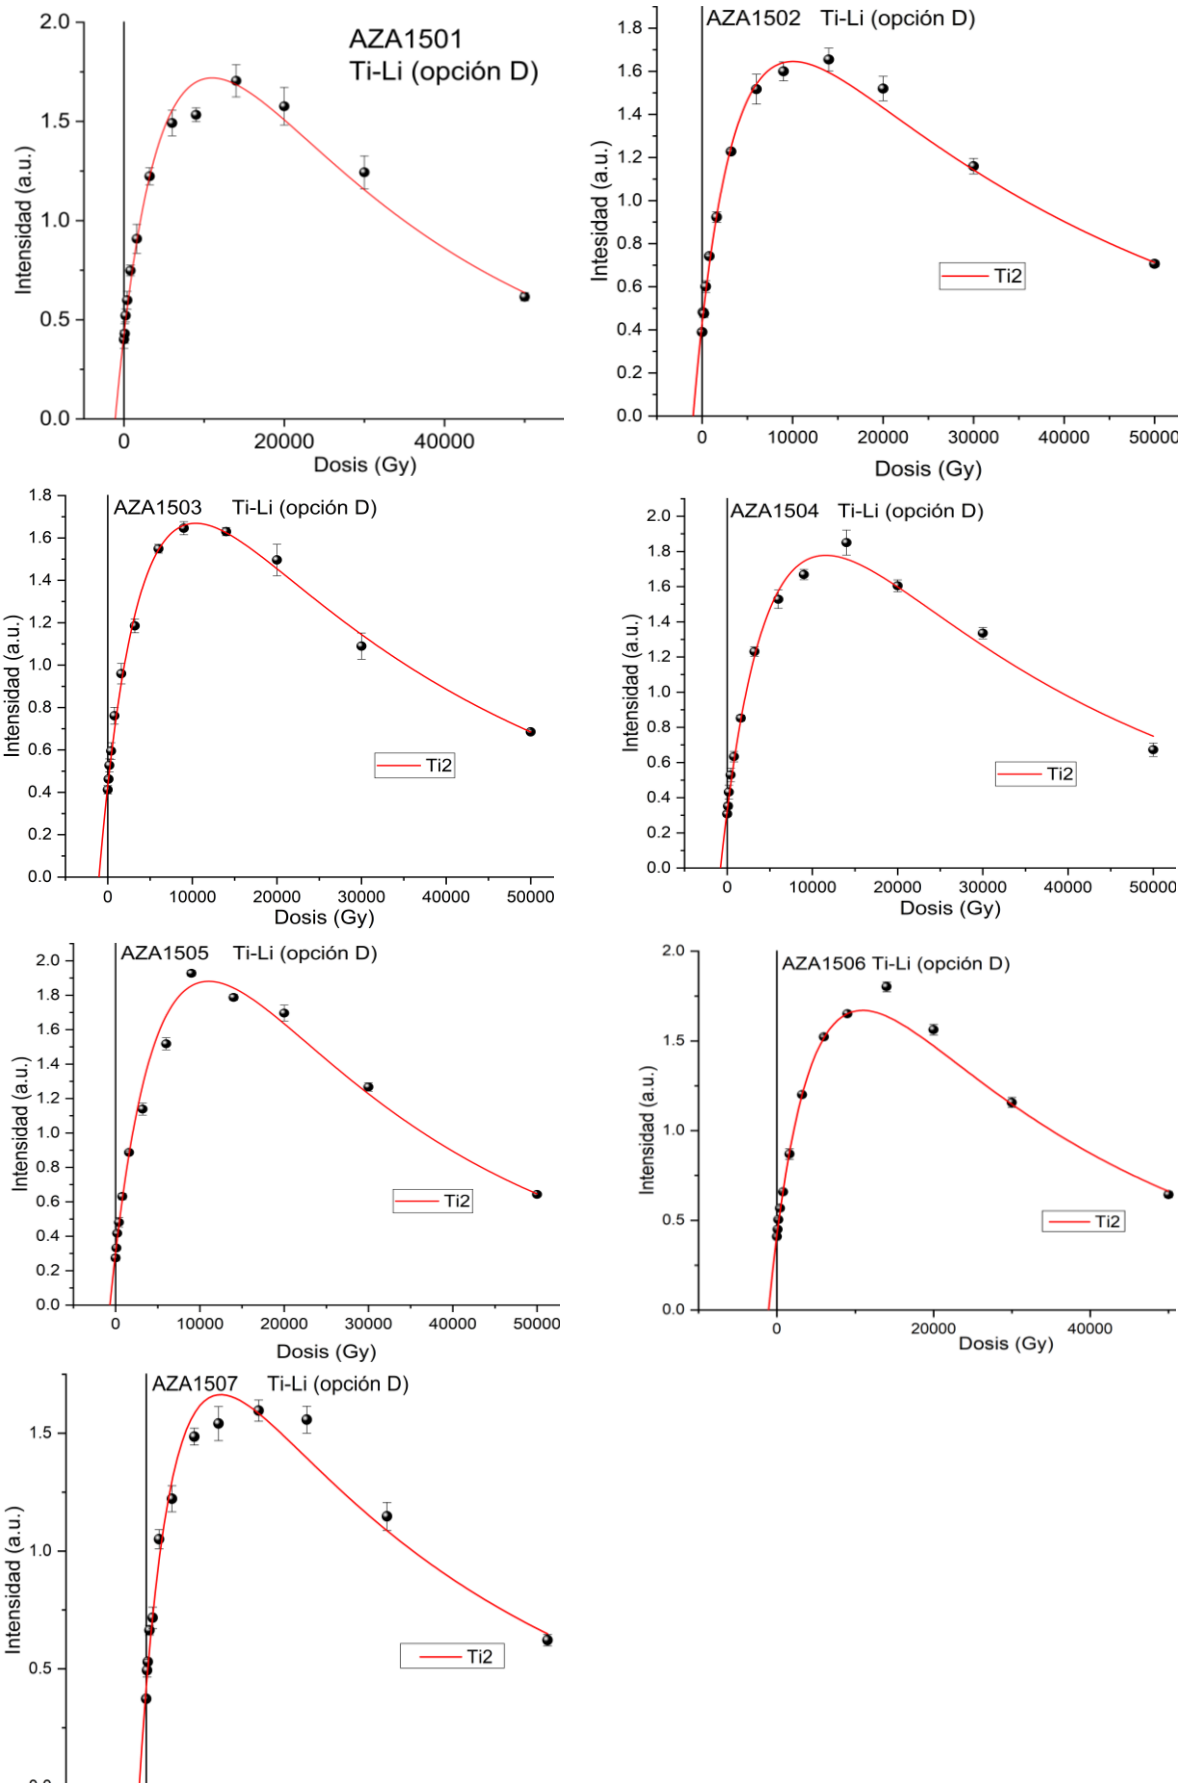 AZA1501
Ti-Li (opción D)
2.0
1.5
1.0
0.5
0.0
Intensidad (a.u.)
0 20000 40000
Dosis (Gy)
AZA1502 Ti-Li (opción D)
1.8
1.6
1.4
1.2
1.0
0.8
0.6
0.4
0.2
0.0
Intesidad (a.u.)
Ti2
0 10000 20000 30000 40000 50000
Dosis (Gy)
AZA1503 Ti-Li (opción D)
1.8
1.6
1.4
1.2
1.0
0.8
0.6
0.4
0.2
0.0
Intensidad (a.u.)
Ti2
0 10000 20000 30000 40000 50000
Dosis (Gy)
AZA1504 Ti-Li (opción D)
2.0
1.8
1.6
1.4
1.2
1.0
0.8
0.6
0.4
0.2
0.0
Intensidad (a.u.)
Ti2
0 10000 20000 30000 40000 50000
Dosis (Gy)
AZA1505 Ti-Li (opción D)
2.0
1.8
1.6
1.4
1.2
1.0
0.8
0.6
0.4
0.2
0.0
Intensidad (a.u.)
Ti2
0 10000 20000 30000 40000 50000
Dosis (Gy)
AZA1506 Ti-Li (opción D)
2.0
1.5
1.0
0.5
0.0
Intensidad (a.u.)
Ti2
0 20000 40000
Dosis (Gy)
AZA1507 Ti-Li (opción D)
1.5
1.0
0.5
Intensidad (a.u.)
Ti2